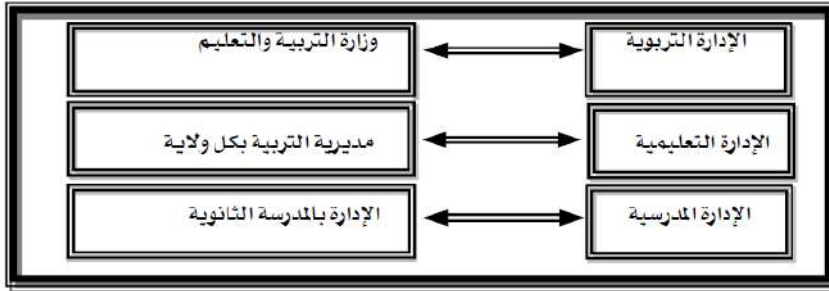 الإدارة التربوية
وزارة التربية والتعليم
الإدارة التعليمية
مديرية التربية بكل ولاية
الإدارة المدرسية
الإدارة بالمدرسة الثانوية